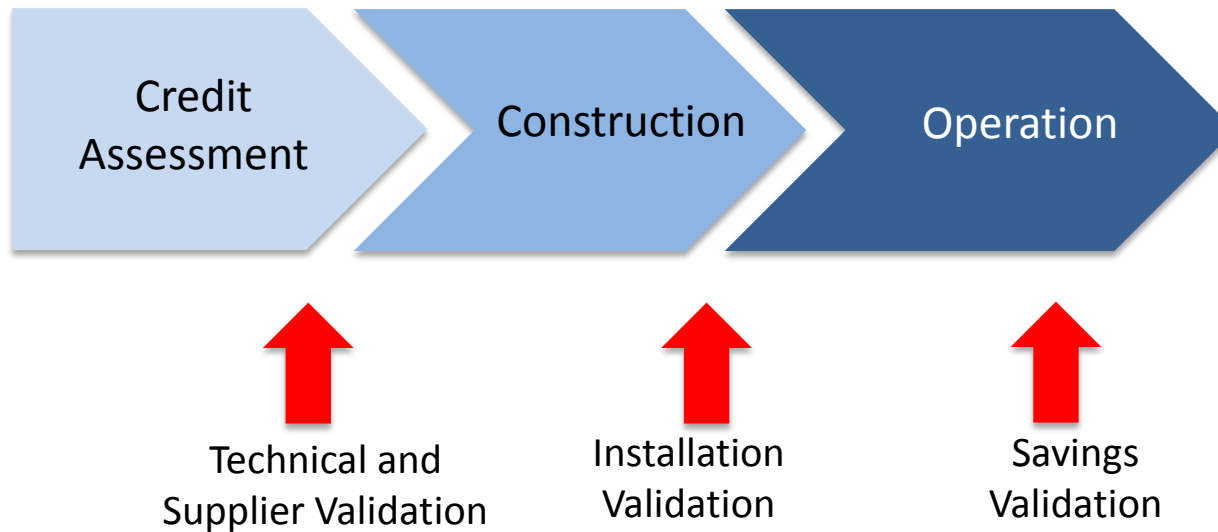 Credit
Assessment
Construction
Operation
Technical and
Supplier Validation
Installation
Validation
Savings
Validation